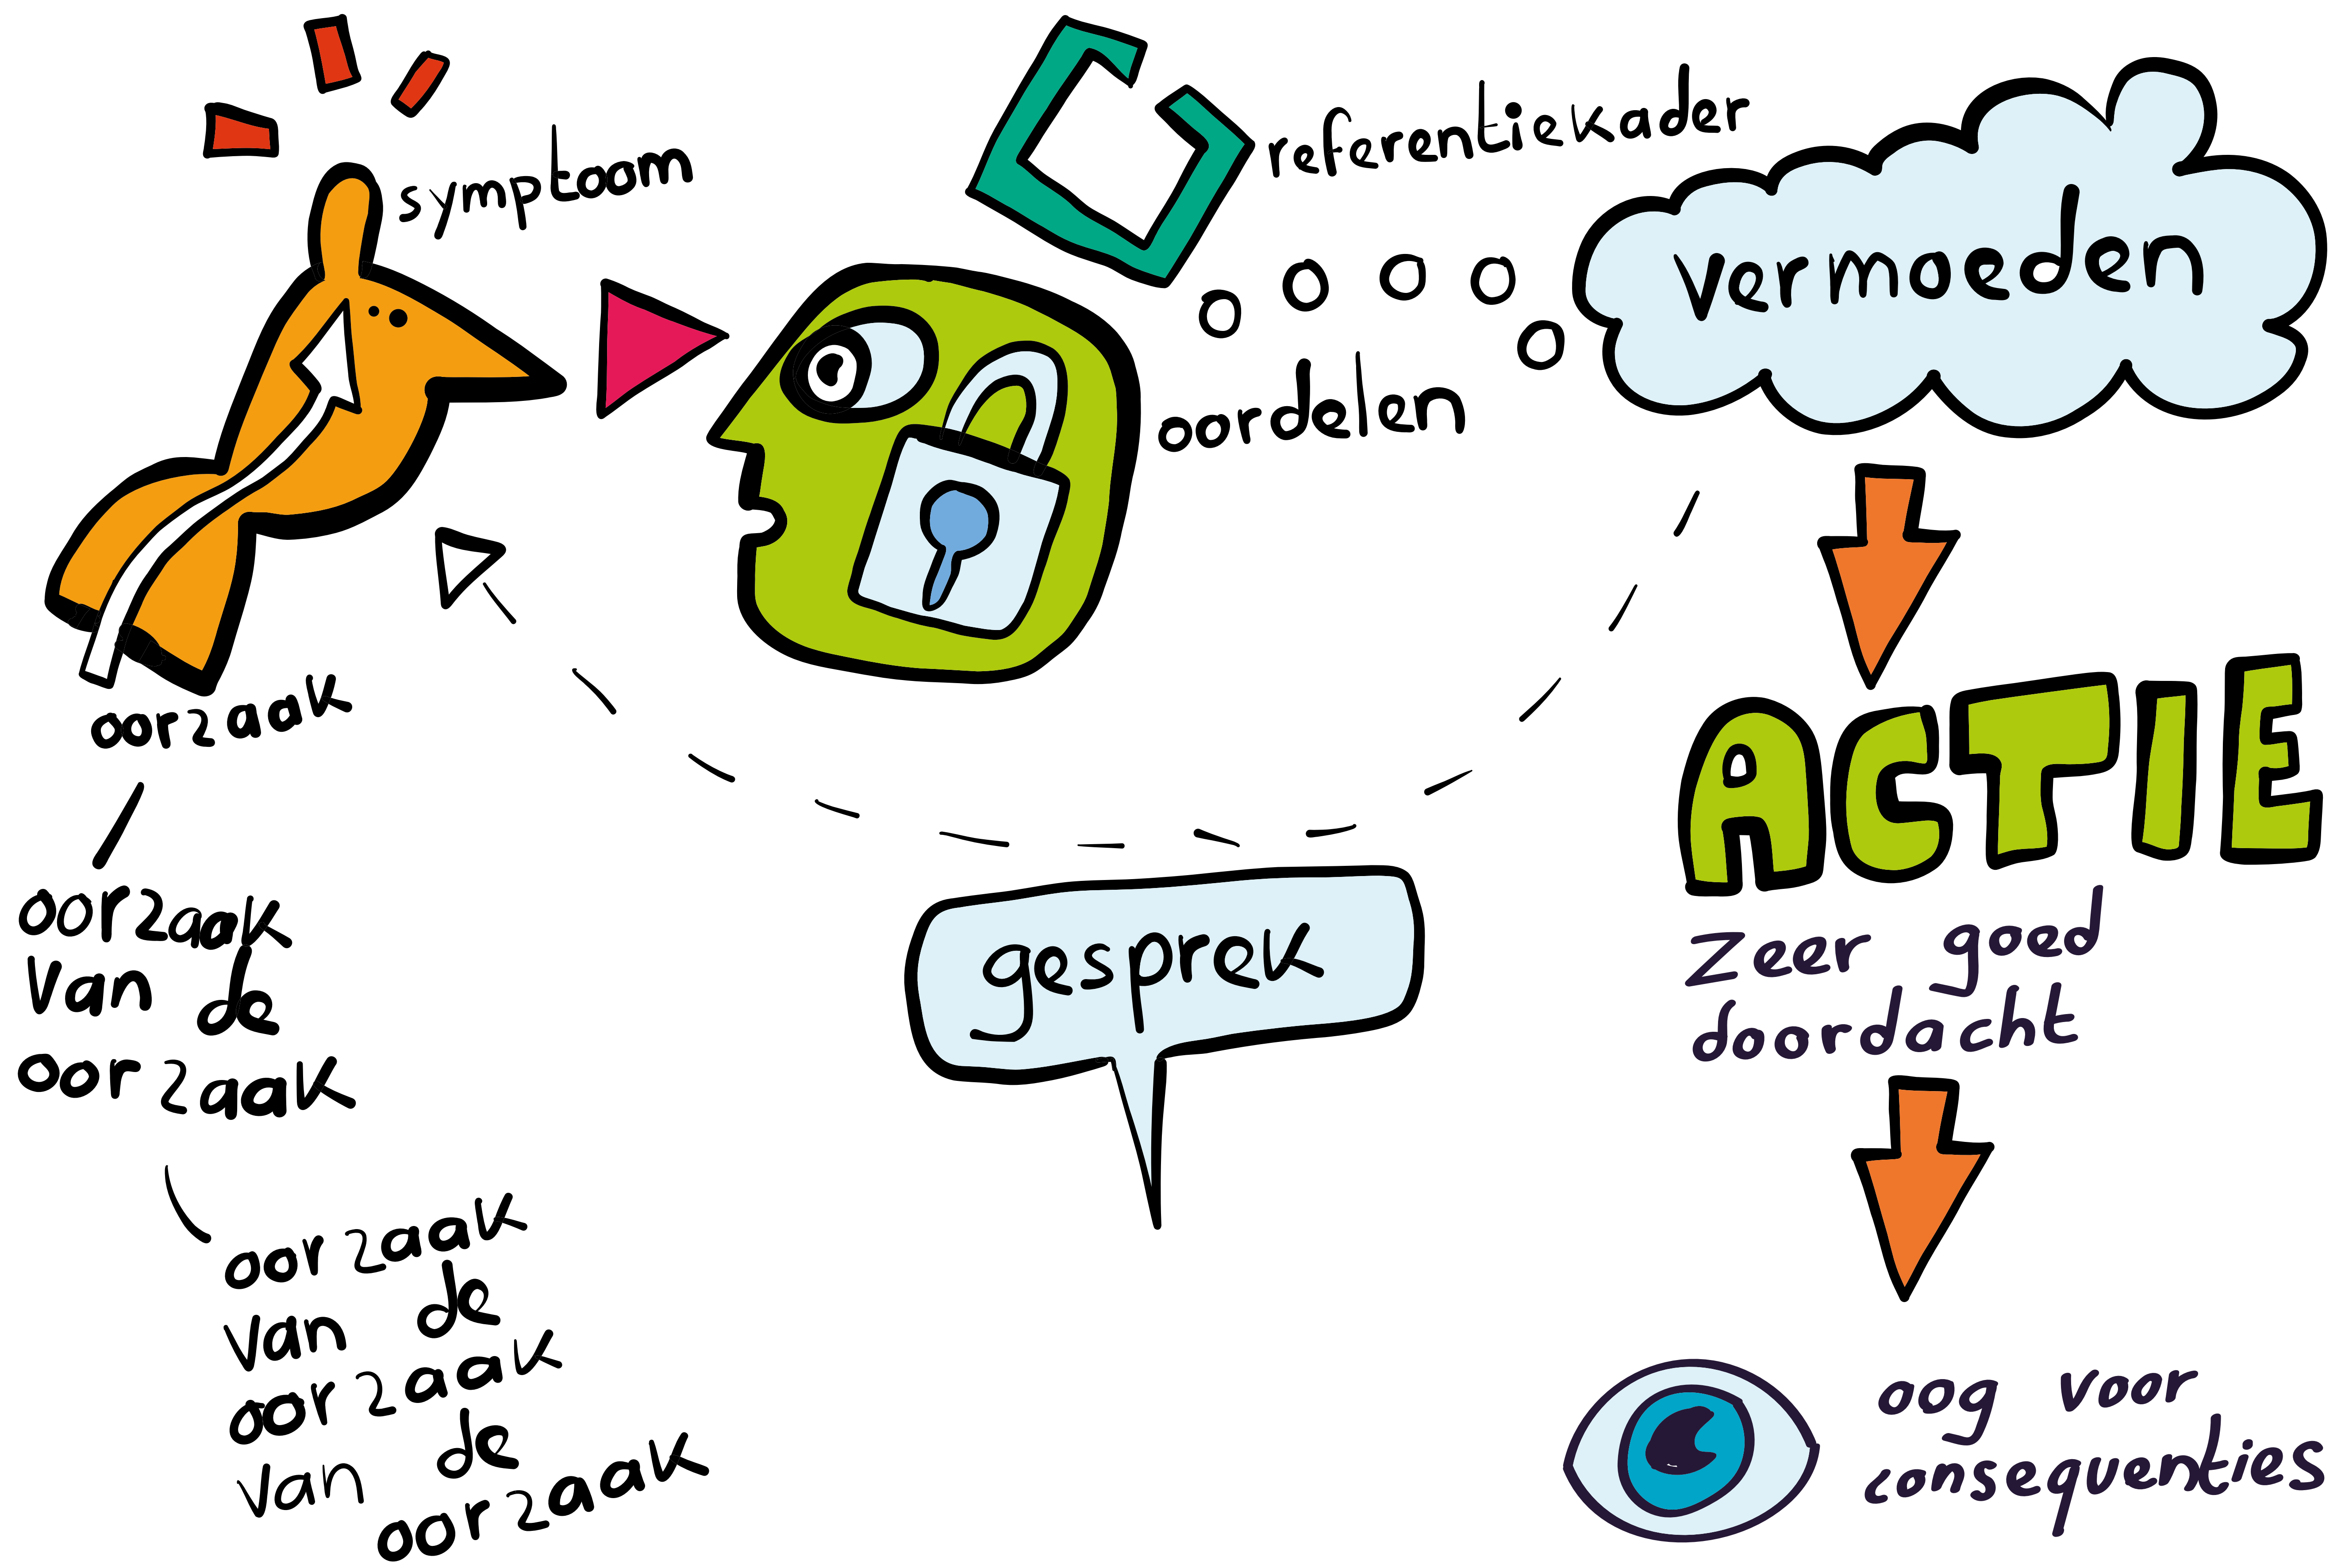 symptoom
referentiekader
vermoeden
oordelen
oorzaak
oorzaak
van de
oorzaak
oorzaak
van de
oorzaak
van de
oorzaak
gesprek
ACTIE
zeer goed
doordacht
oog voor
consequenties